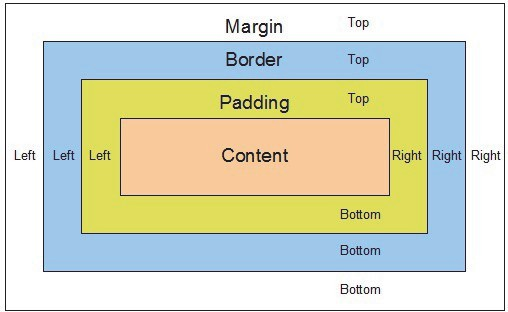 Margin Top
Border Top
Padding Top
Left Left Left Content Right Right Right
Bottom
Bottom
Bottom